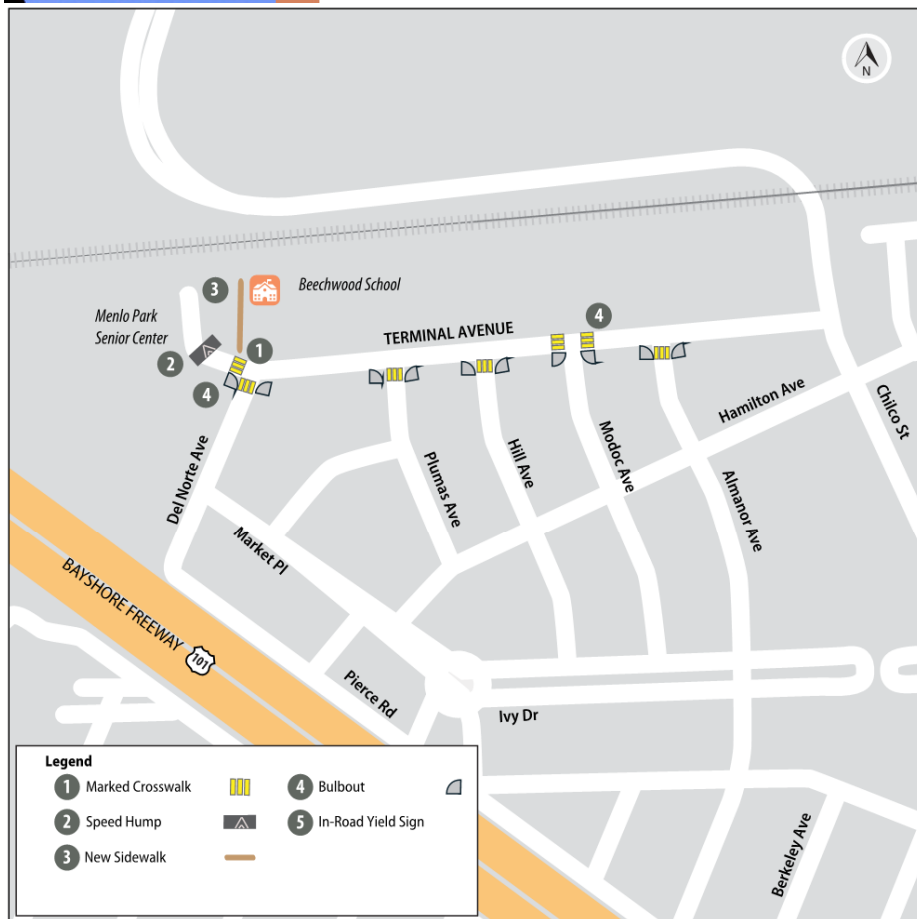 N
3
Beechwood School
Menlo Park
Senior Center
4
TERMINAL AVENUE
1
2
4
Hamilton Ave
Chilco St
Del Norte Ave
Plumas Ave
Hill Ave
Modoc Ave
Almanor Ave
Market Pl
BAYSHORE FREEWAY
101
Pierce Rd
Ivy Dr
Berkeley Ave
Legend
1 Marked Crosswalk
4 Bulbout
2 Speed Hump
5 In-Road Yield Sign
3 New Sidewalk